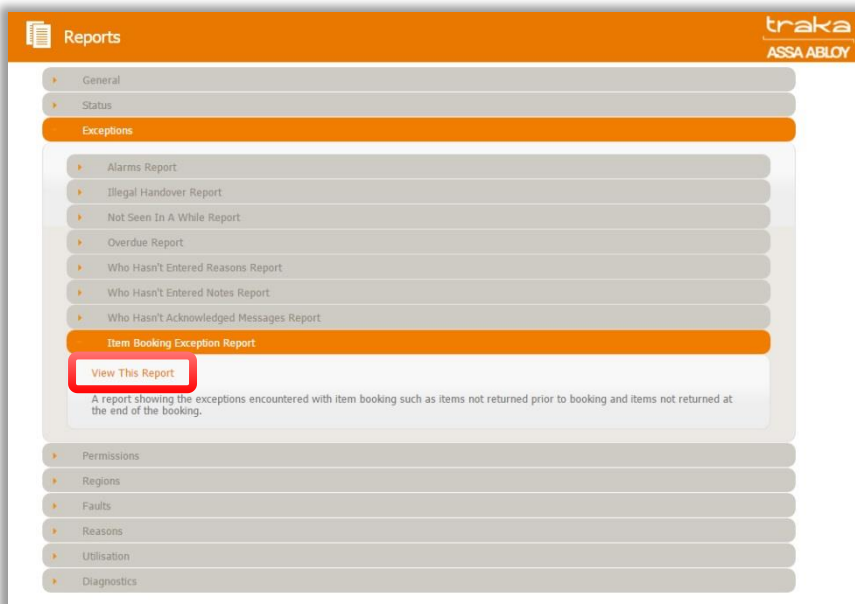 Reports
traka
ASSA ABLOY
General
Status
Exceptions
Alarms Report
Illegal Handover Report
Not Seen In A While Report
Overdue Report
Who Hasn't Entered Reasons Report
Who Hasn't Entered Notes Report
Who Hasn't Acknowledged Messages Report
Item Booking Exception Report
View This Report
A report showing the exceptions encountered with item booking such as items not returned prior to booking and items not returned at
the end of the booking.
Permissions
Regions
Faults
Reasons
Utilisation
Diagnostics